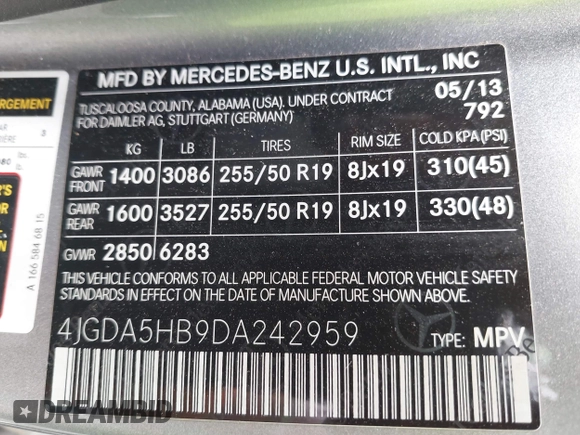 MFD BY MERCEDES-BENZ U.S. INTL., INC
TUSCALOOSA COUNTY, ALABAMA (USA). UNDER CONTRACT 05/13
FOR DAIMLER AG, STUTTGART (GERMANY) 792
KG LB TIRES RIM SIZE COLD KPA(PSI)
GAWR FRONT 1400 3086 255/50 R19 8Jx19 310(45)
GAWR REAR 1600 3527 255/50 R19 8Jx19 330(48)
GVWR 2850 6283
THIS VEHICLE CONFORMS TO ALL APPLICABLE FEDERAL MOTOR VEHICLE SAFETY
STANDARDS IN EFFECT ON THE DATE OF MANUFACTURE SHOWN ABOVE.
4JGDA5HB9DA242959 TYPE: MPV
A 166 584 68 15
DREAMBID